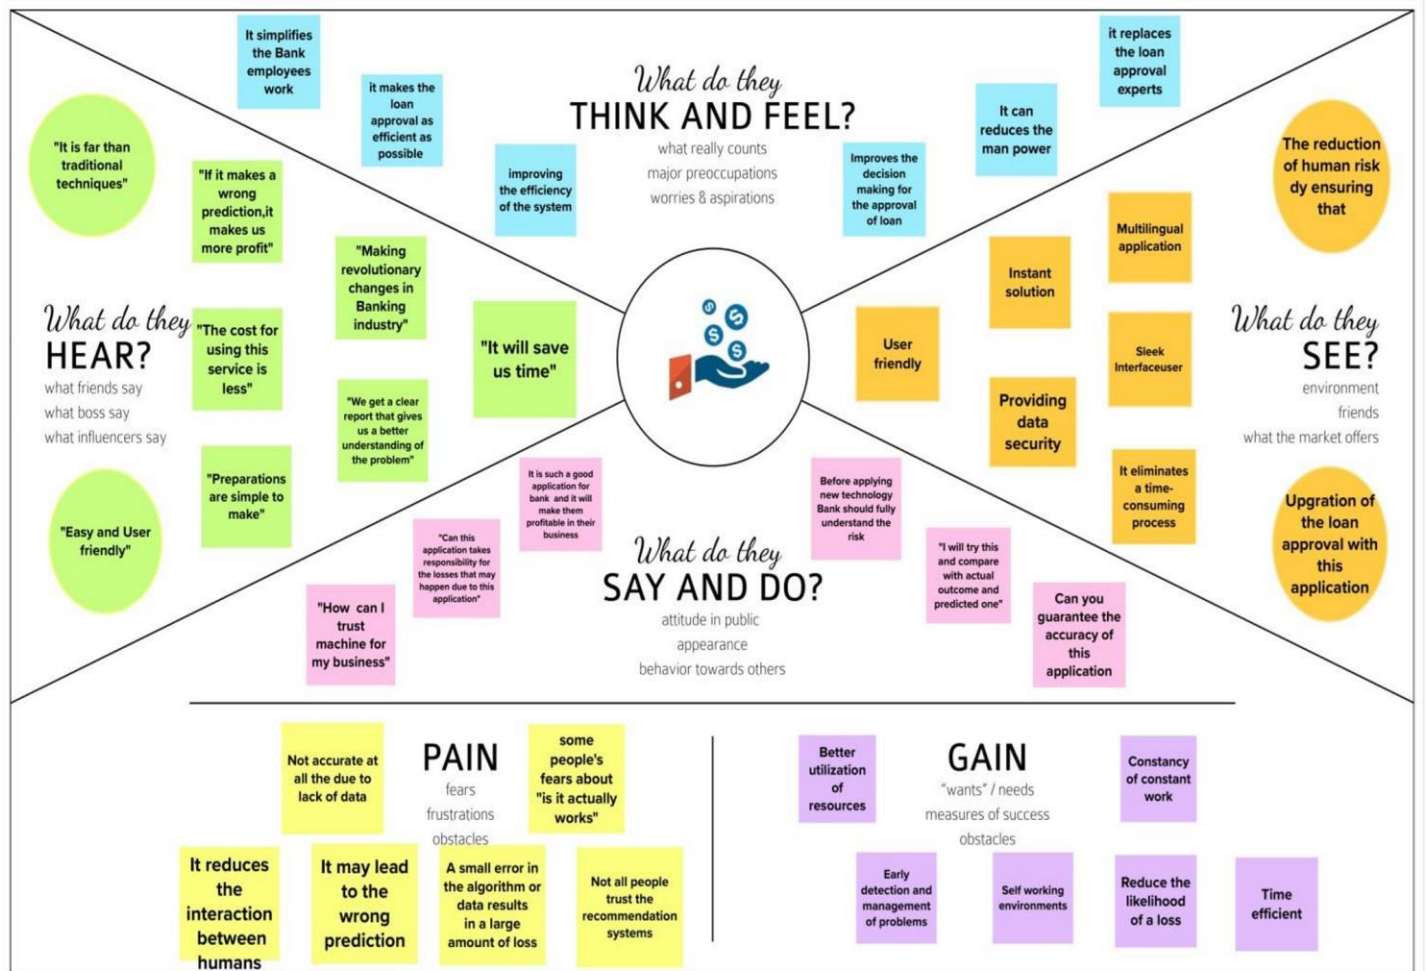 It simplifies
the Bank
employees
work
it makes the
loan
approval as
efficient as
possible
improving
the efficiency
of the system
What do they
THINK AND FEEL?
what really counts
major preoccupations
worries & aspirations
Improves the
decision
making for
the approval
of loan
It can
reduces the
man power
it replaces
the loan
approval
experts
"It is far than
traditional
techniques"
"If it makes a
wrong
prediction,it
makes us
more profit"
"Making
revolutionary
changes in
Banking
industry"
What do they
HEAR?
what friends say
what boss say
what influencers say
"The cost for
using this
service is
less"
"It will save
us time"
"We get a clear
report that gives
us a better
understanding of
the problem"
"Preparations
are simple to
make"
"Easy and User
friendly"
The reduction
of human risk
dy ensuring
that
Multilingual
application
Instant
solution
User
friendly
Sleek
Interfaceuser
What do they
SEE?
environment
friends
what the market offers
Providing
data
security
It eliminates
a time-
consuming
process
Upgration of
the loan
approval with
this
application
It is such a good
application for
bank and it will
make them
profitable in their
business
"Can this
application takes
responsibility for
the losses that may
happen due to this
application"
"How can I
trust
machine for
my business"
What do they
SAY AND DO?
attitude in public
appearance
behavior towards others
Before applying
new technology
Bank should fully
understand the
risk
"I will try this
and compare
with actual
outcome and
predicted one"
Can you
guarantee the
accuracy of
this
application
Not accurate at
all the due to
lack of data
PAIN
fears
frustrations
obstacles
some
people's
fears about
"is it actually
works"
It reduces
the
interaction
between
humans
It may lead
to the
wrong
prediction
A small error in
the algorithm or
data results
in a large
amount of loss
Not all people
trust the
recommendation
systems
Better
utilization
of
resources
GAIN
"wants" / needs
measures of success
obstacles
Constancy
of constant
work
Early
detection and
management
of problems
Self working
environments
Reduce the
likelihood
of a loss
Time
efficient